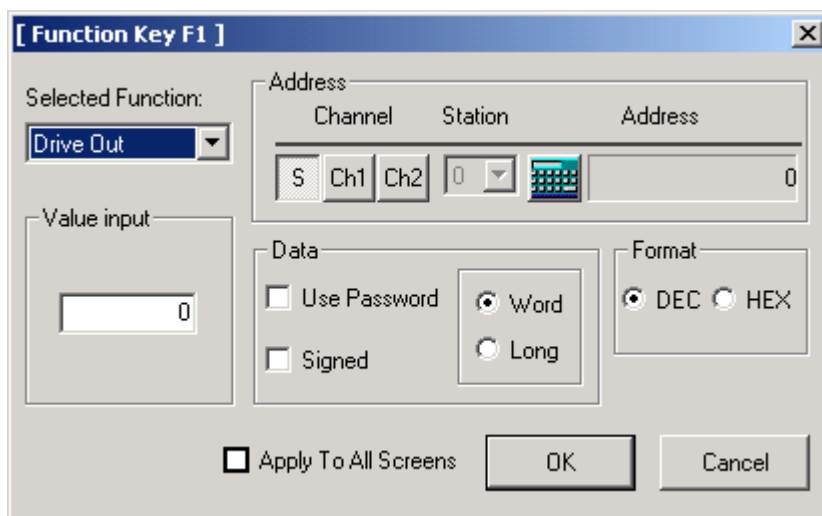 [ Function Key F1 ]
Selected Function:
Drive Out
Address
Channel Station Address
S Ch1 Ch2 0 0
Value input
0
Data
Use Password
Signed
Word
Long
Format
DEC HEX
Apply To All Screens OK Cancel